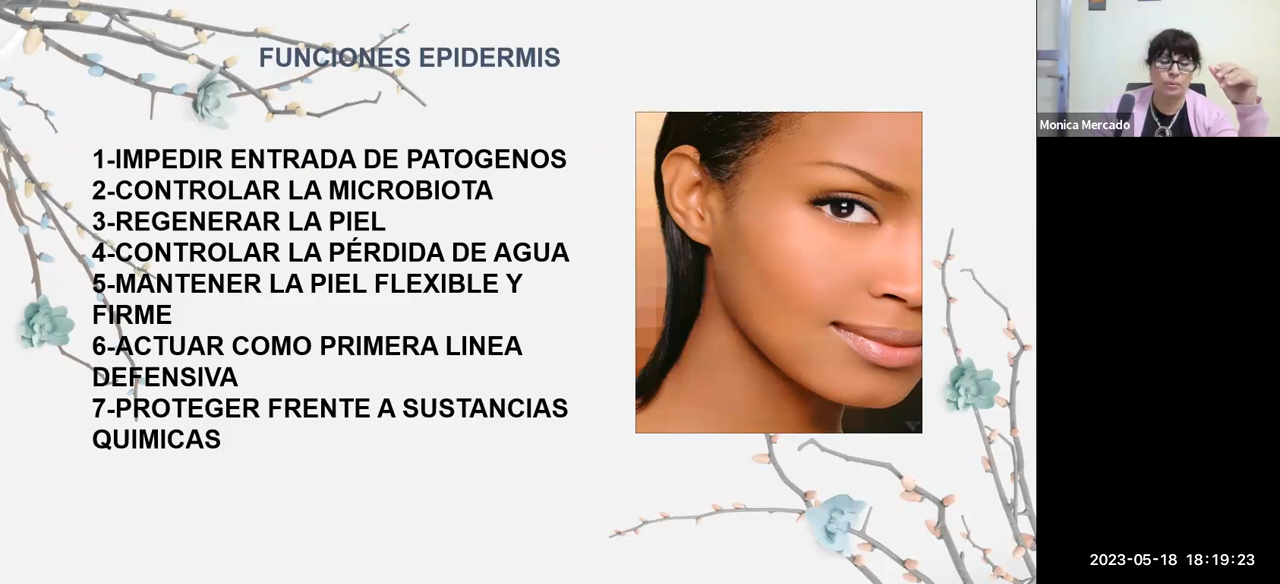 FUNCIONES EPIDERMIS
1-IMPEDIR ENTRADA DE PATOGENOS
2-CONTROLAR LA MICROBIOTA
3-REGENERAR LA PIEL
4-CONTROLAR LA PÉRDIDA DE AGUA
5-MANTENER LA PIEL FLEXIBLE Y
FIRME
6-ACTUAR COMO PRIMERA LINEA
DEFENSIVA
7-PROTEGER FRENTE A SUSTANCIAS
QUIMICAS
Monica Mercado
2023-05-18 18:19:23